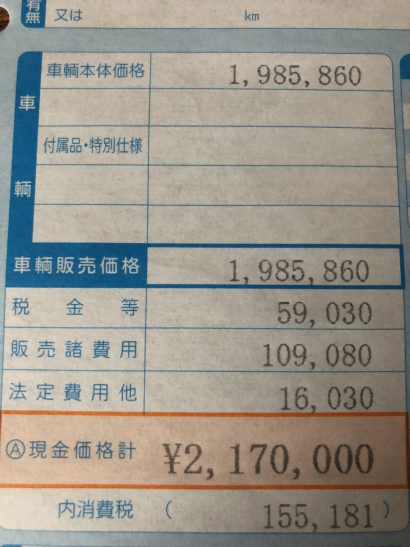 有無
又は km
車輌
車輌本体価格 1,985,860
付属品・特別仕様
車輌販売価格 1,985,860
税金等 59,030
販売諸費用 109,080
法定費用他 16,030
Ⓐ現金価格計 ¥2,170,000
内消費税 ( 155,181 )